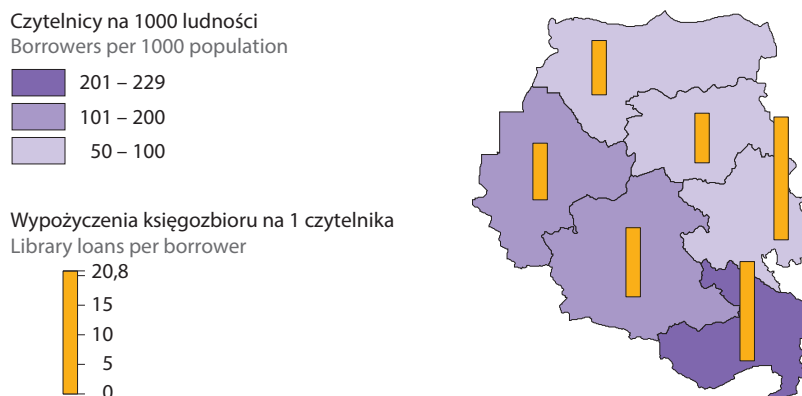 Czytelnicy na 1000 ludności
Borrowers per 1000 population
201 – 229
101 – 200
50 – 100
Wypożyczenia księgozbioru na 1 czytelnika
Library loans per borrower
20,8
15
10
5
0